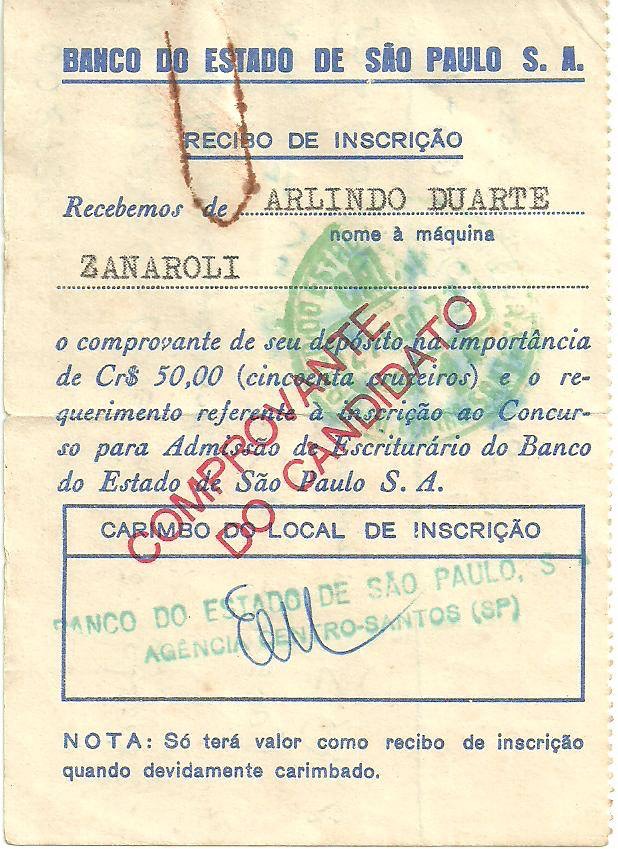 BANCO DO ESTADO DE SÃO PAULO S. A.
RECIBO DE INSCRIÇÃO
Recebemos de ARLINDO DUARTE
nome à máquina
ZANAROLI
o comprovante de seu depósito na importância
de Cr$ 50,00 (cincoenta cruzeiros) e o re-
querimento referente à inscrição ao Concur-
so para Admissão de Escriturário do Banco
do Estado de São Paulo S. A.
COMPROVANTE
DO CANDIDATO
CARIMBO DO LOCAL DE INSCRIÇÃO
BANCO DO ESTADO DE SÃO PAULO, S A
AGÊNCIA CENTRO-SANTOS (SP)
NOTA: Só terá valor como recibo de inscrição
quando devidamente carimbado.